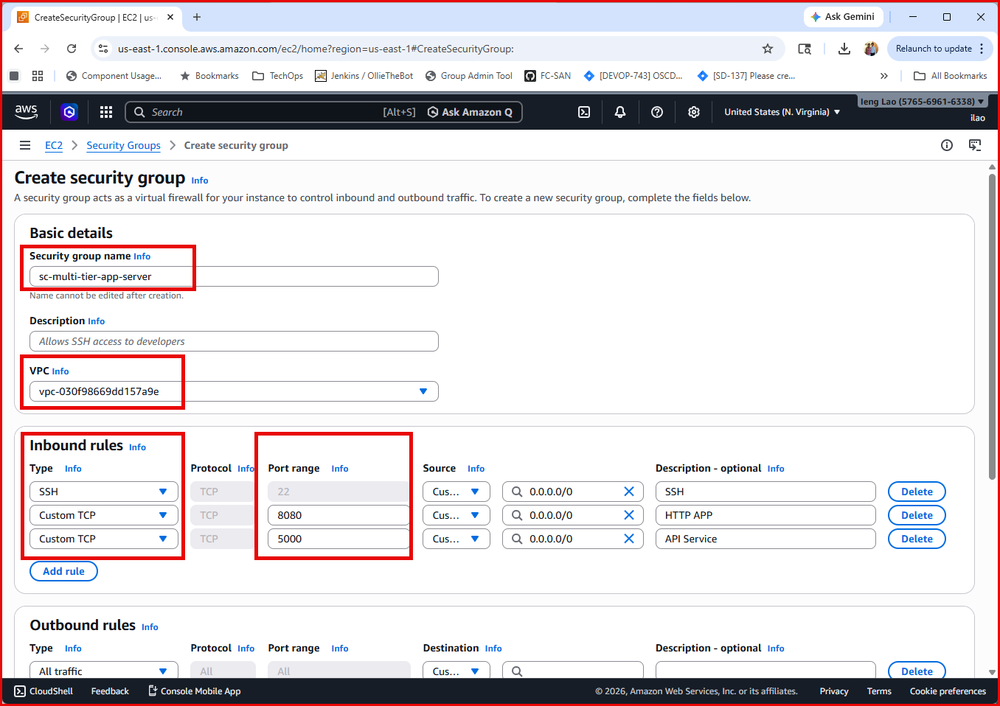 CreateSecurityGroup | EC2 | us-
Ask Gemini
us-east-1.console.aws.amazon.com/ec2/home?region=us-east-1#CreateSecurityGroup:
Relaunch to update
Component Usage...
Bookmarks
TechOps
Jenkins / OllieTheBot
Group Admin Tool
FC-SAN
[DEVOP-743] OSCD...
[SD-137] Please cre...
All Bookmarks
aws
Search [Alt+S] Ask Amazon Q
United States (N. Virginia)
Ieng Lao (5765-6961-6338)
ilao
EC2 Security Groups Create security group
Create security group Info
A security group acts as a virtual firewall for your instance to control inbound and outbound traffic. To create a new security group, complete the fields below.
Basic details
Security group name Info
sc-multi-tier-app-server
Name cannot be edited after creation.
Description Info
Allows SSH access to developers
VPC Info
vpc-030f98669dd157a9e
Inbound rules Info
Type Info Protocol Info Port range Info Source Info Description - optional Info
SSH TCP 22 Cus... 0.0.0.0/0 SSH Delete
Custom TCP TCP 8080 Cus... 0.0.0.0/0 HTTP APP Delete
Custom TCP TCP 5000 Cus... 0.0.0.0/0 API Service Delete
Add rule
Outbound rules Info
Type Info Protocol Info Port range Info Destination Info Description - optional Info
All traffic All All Cus... Delete
CloudShell Feedback Console Mobile App © 2026, Amazon Web Services, Inc. or its affiliates. Privacy Terms Cookie preferences